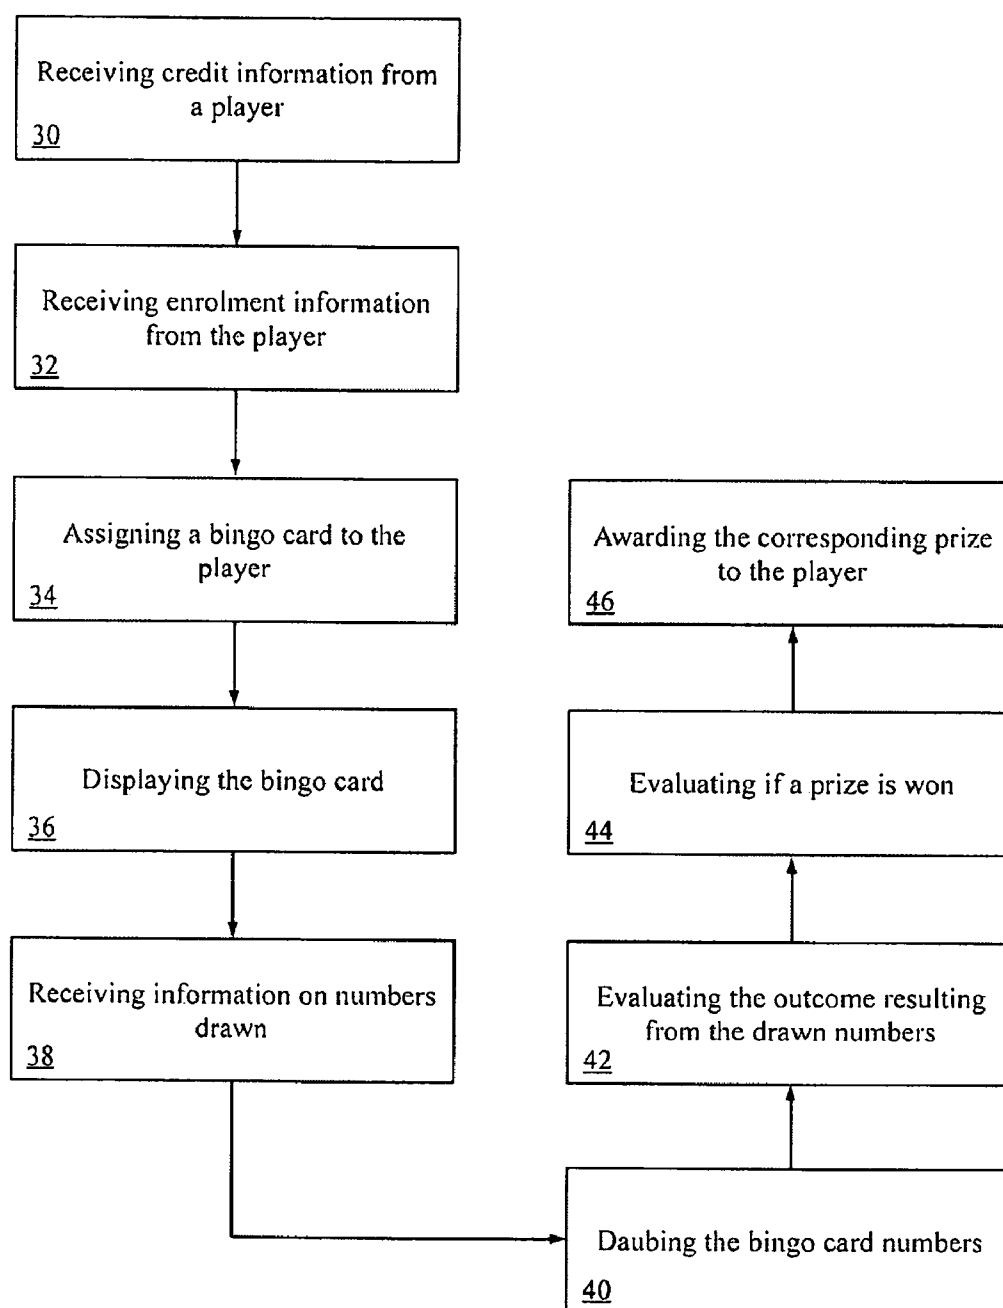 Receiving credit information from
a player
30
Receiving enrolment information
from the player
32
Assigning a bingo card to the
player
34
Displaying the bingo card
36
Receiving information on numbers
drawn
38
Daubing the bingo card numbers
40
Evaluating the outcome resulting
from the drawn numbers
42
Evaluating if a prize is won
44
Awarding the corresponding prize
to the player
46